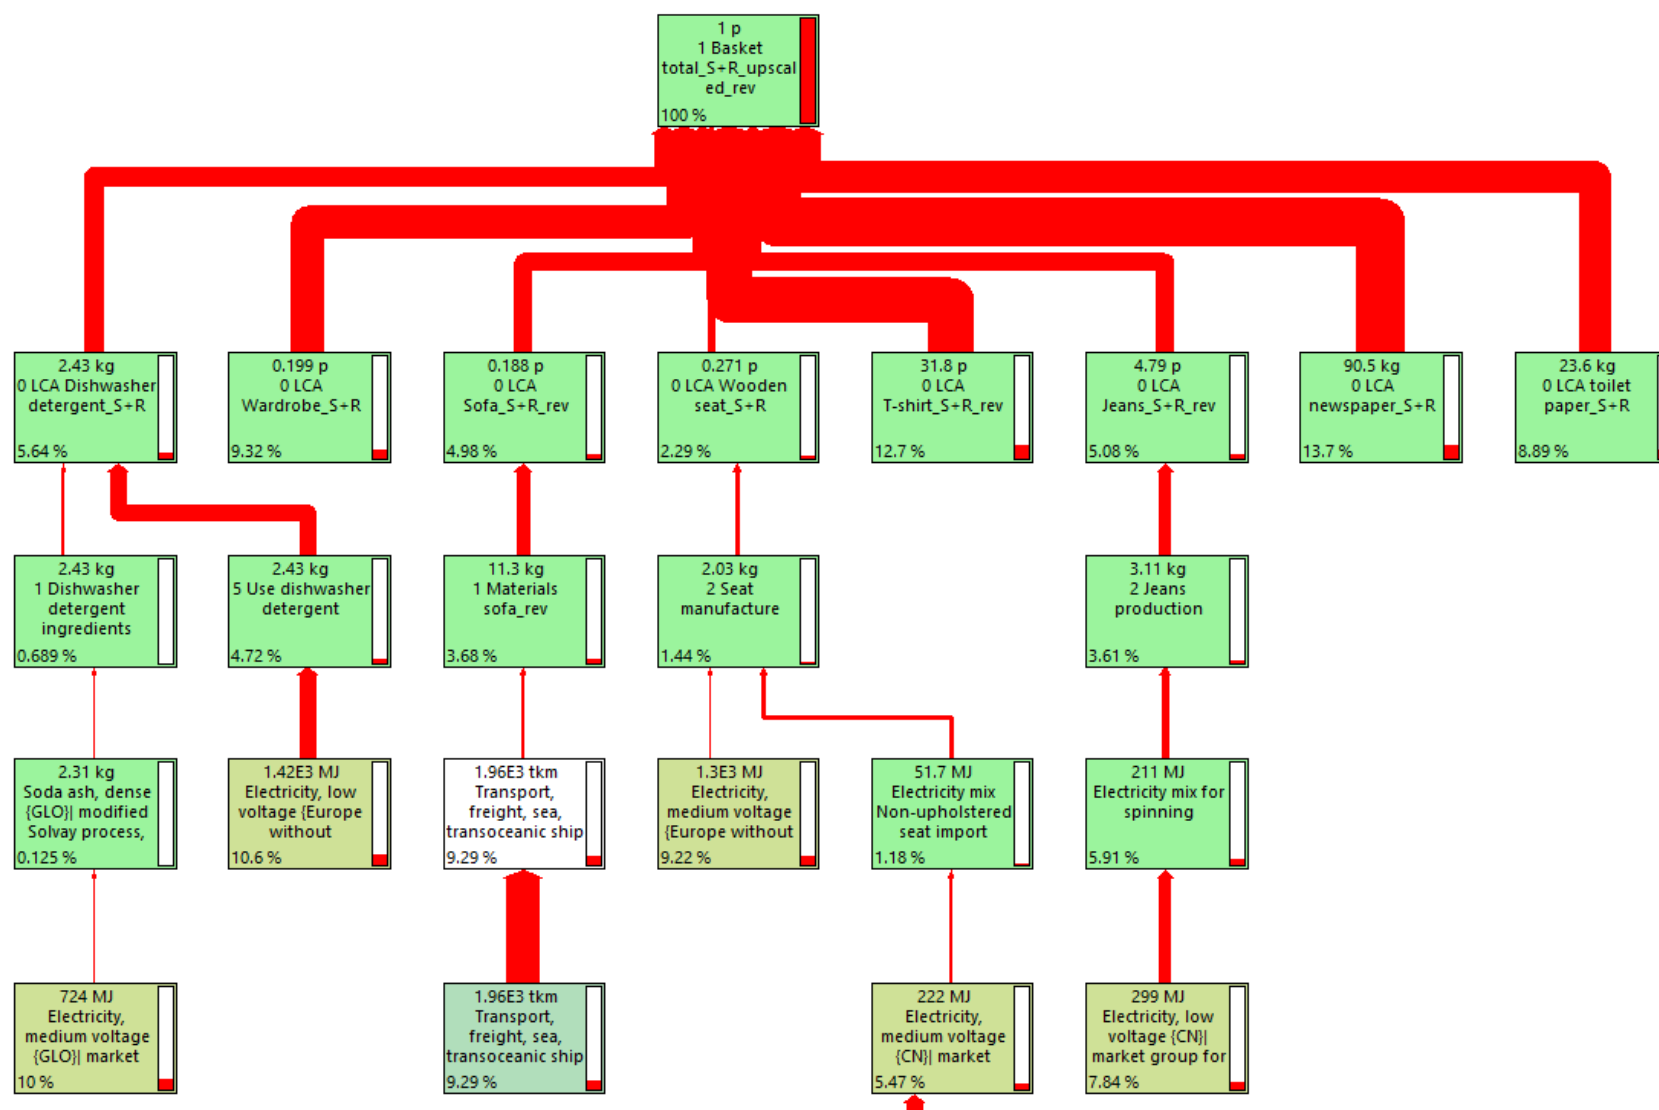 1 p
1 Basket
total_S+R_upscal
ed_rev
100 %
2.43 kg
0 LCA Dishwasher
detergent_S+R
5.64 %
0.199 p
0 LCA
Wardrobe_S+R
9.32 %
0.188 p
0 LCA
Sofa_S+R_rev
4.98 %
0.271 p
0 LCA Wooden
seat_S+R
2.29 %
31.8 p
0 LCA
T-shirt_S+R_rev
12.7 %
4.79 p
0 LCA
Jeans_S+R_rev
5.08 %
90.5 kg
0 LCA
newspaper_S+R
13.7 %
23.6 kg
0 LCA toilet
paper_S+R
8.89 %
2.43 kg
1 Dishwasher
detergent
ingredients
0.689 %
2.43 kg
5 Use dishwasher
detergent
4.72 %
11.3 kg
1 Materials
sofa_rev
3.68 %
2.03 kg
2 Seat
manufacture
1.44 %
3.11 kg
2 Jeans
production
3.61 %
2.31 kg
Soda ash, dense
{GLO}| modified
Solvay process,
0.125 %
1.42E3 MJ
Electricity, low
voltage {Europe
without
10.6 %
1.96E3 tkm
Transport,
freight, sea,
transoceanic ship
9.29 %
1.3E3 MJ
Electricity,
medium voltage
{Europe without
9.22 %
51.7 MJ
Electricity mix
Non-upholstered
seat import
1.18 %
211 MJ
Electricity mix for
spinning
5.91 %
724 MJ
Electricity,
medium voltage
{GLO}| market
10 %
1.96E3 tkm
Transport,
freight, sea,
transoceanic ship
9.29 %
222 MJ
Electricity,
medium voltage
{CN}| market
5.47 %
299 MJ
Electricity, low
voltage {CN}|
market group for
7.84 %